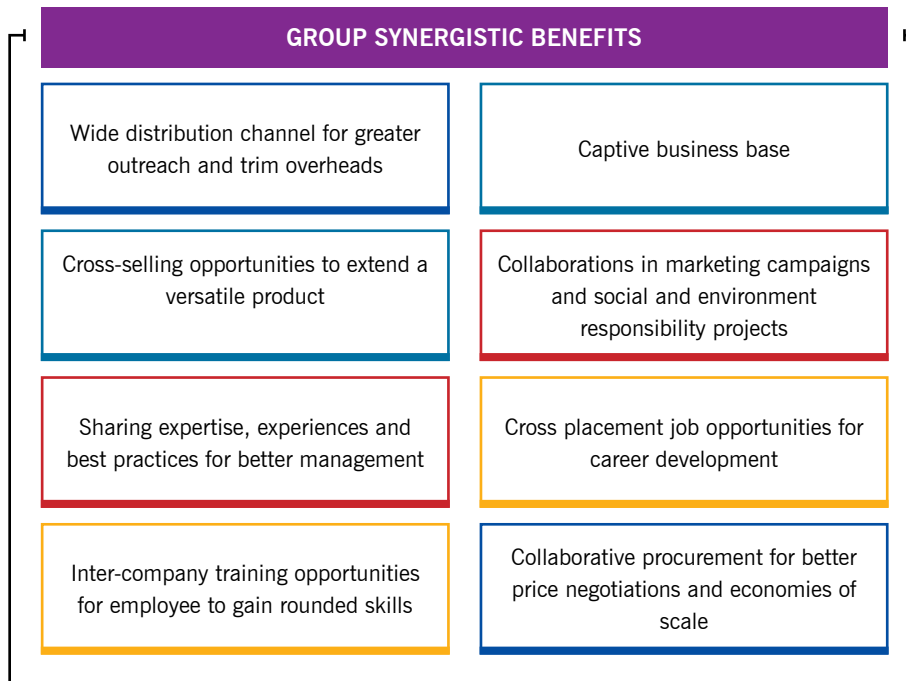 GROUP SYNERGISTIC BENEFITS
Wide distribution channel for greater
outreach and trim overheads
Captive business base
Cross-selling opportunities to extend a
versatile product
Collaborations in marketing campaigns
and social and environment
responsibility projects
Sharing expertise, experiences and
best practices for better management
Cross placement job opportunities for
career development
Inter-company training opportunities
for employee to gain rounded skills
Collaborative procurement for better
price negotiations and economies of
scale